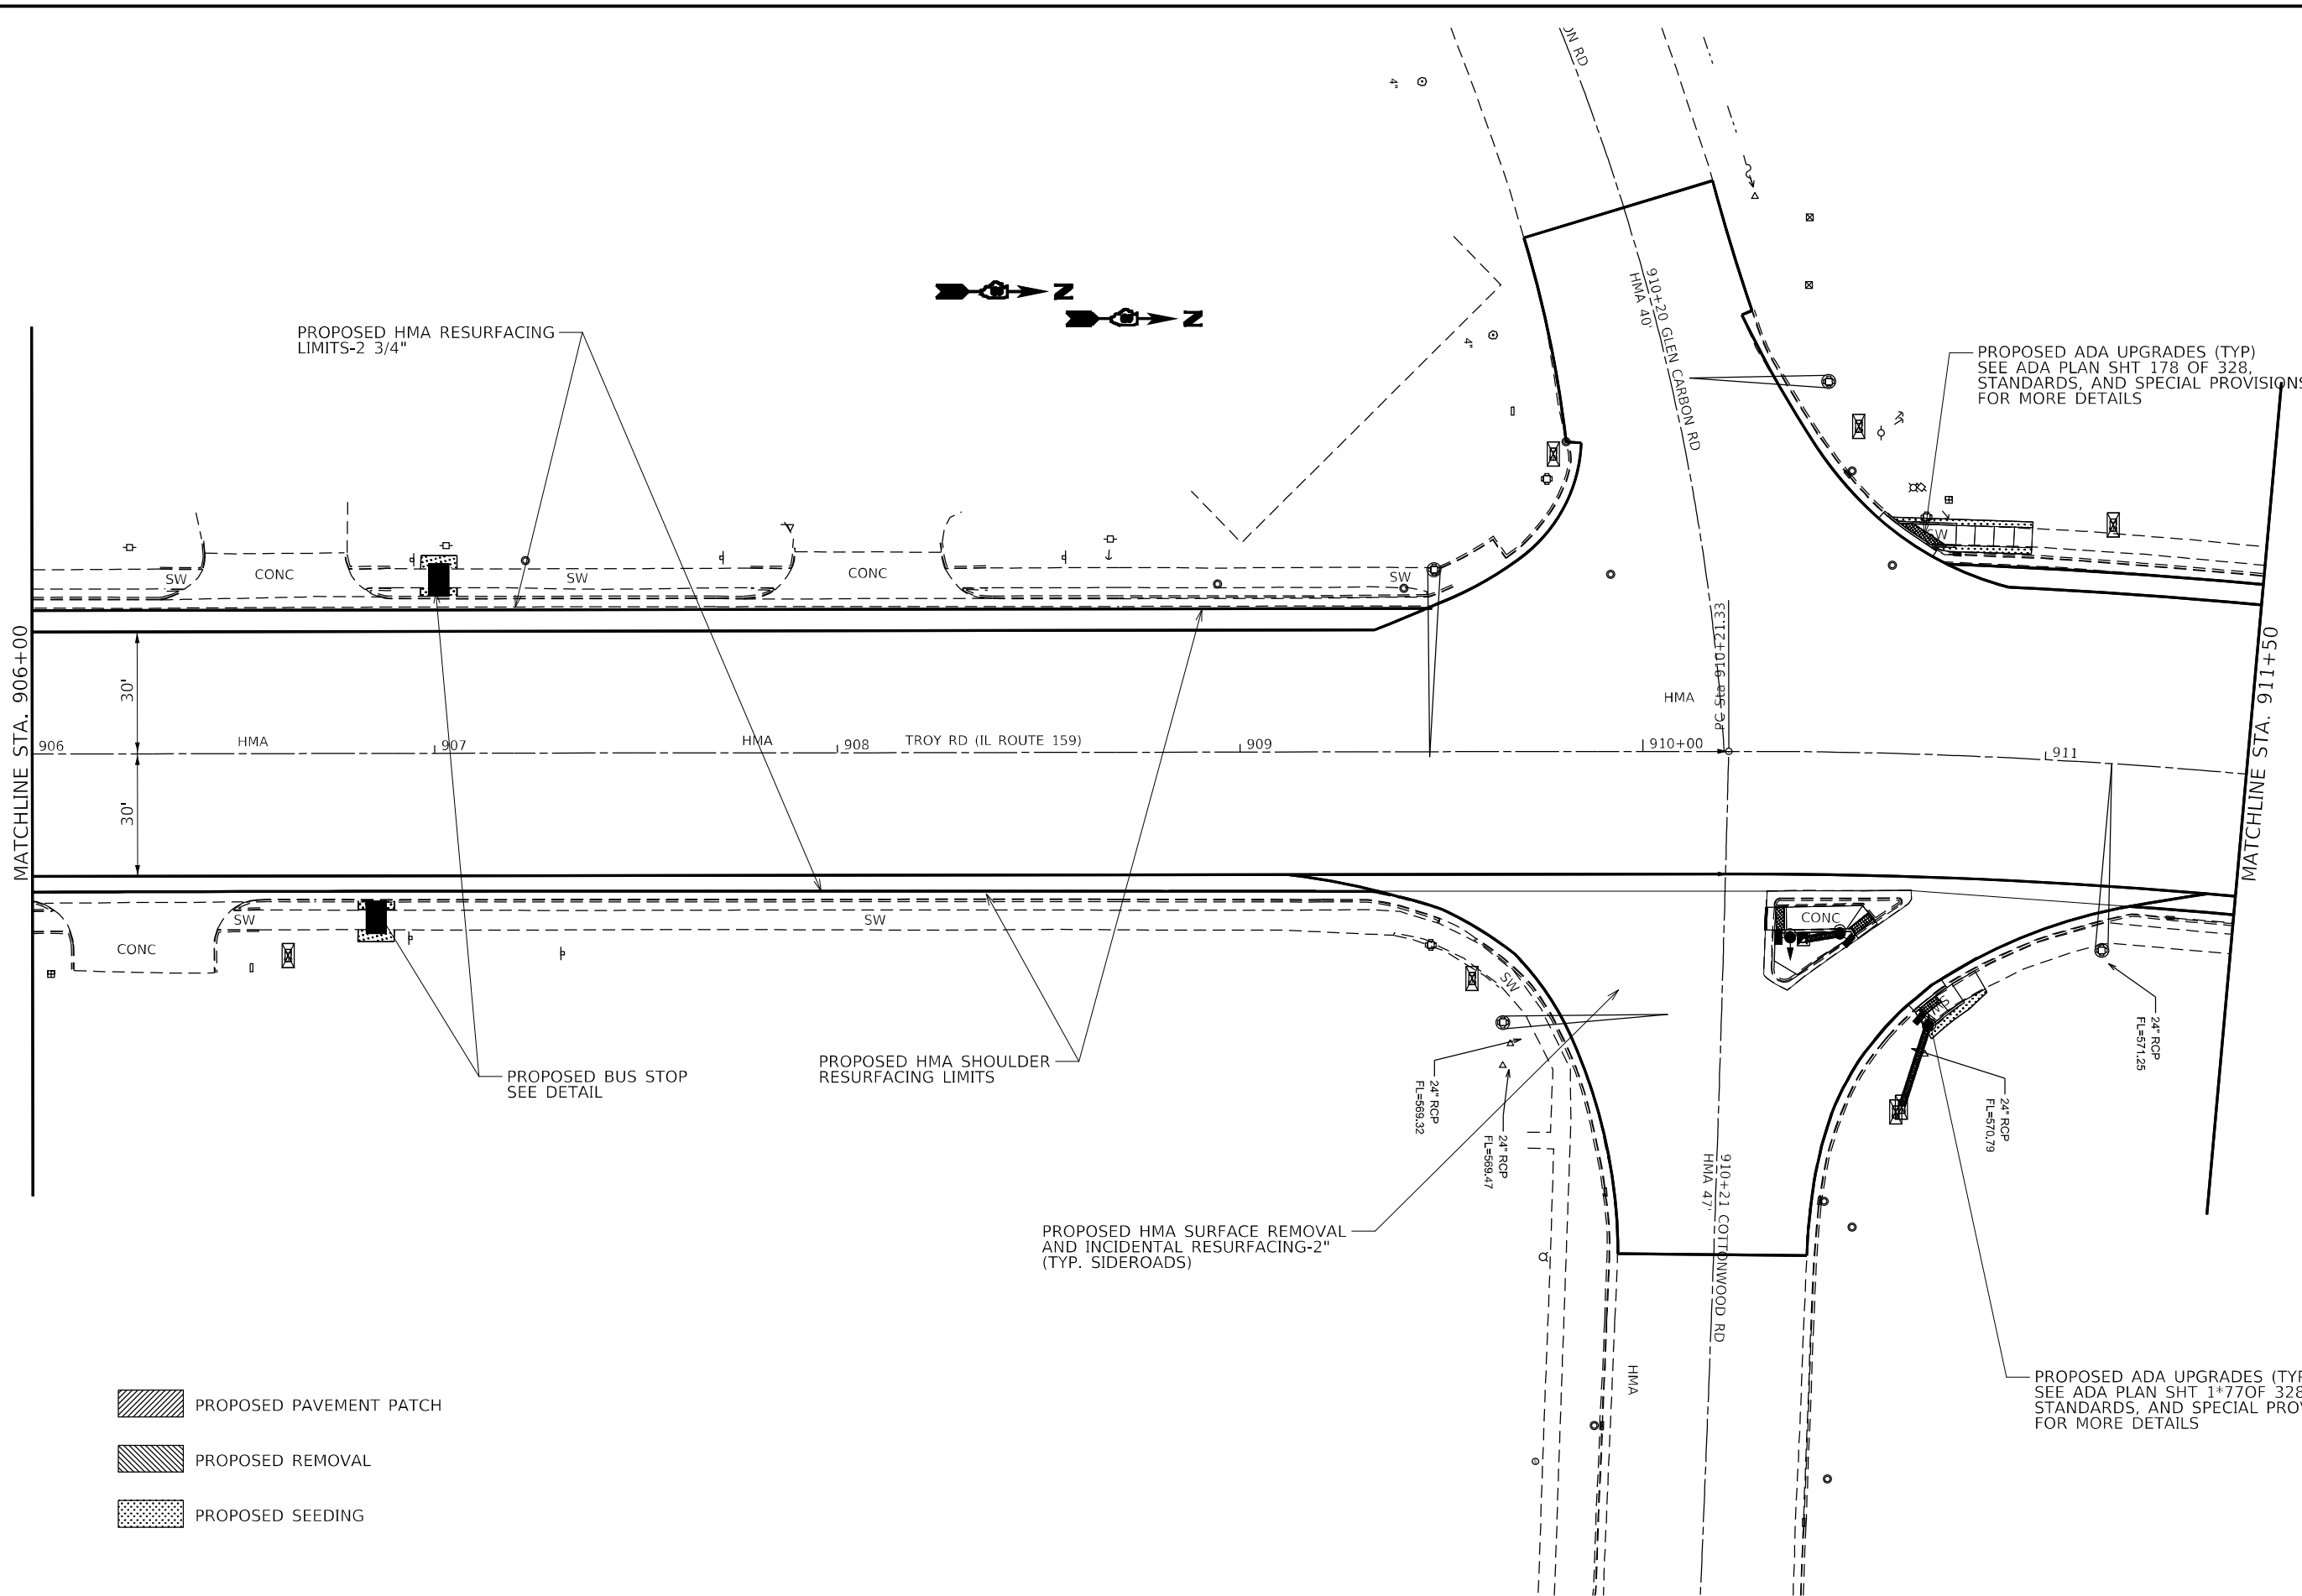 ON RD
4"
N
N
910+20 GLEN CARBON RD
HMA 40'
4"
PROPOSED HMA RESURFACING
LIMITS-2 3/4"
PROPOSED ADA UPGRADES (TYP)
SEE ADA PLAN SHT 178 OF 328,
STANDARDS, AND SPECIAL PROVISIONS
FOR MORE DETAILS
SW
CONC
SW
CONC
SW
SW
MATCHLINE STA. 906+00
30'
30'
906
HMA
907
HMA
908
TROY RD (IL ROUTE 159)
909
HMA
910+00
PC Sta 910+21.33
911
MATCHLINE STA. 911+50
SW
CONC
SW
CONC
SW
SW
PROPOSED BUS STOP
SEE DETAIL
PROPOSED HMA SHOULDER
RESURFACING LIMITS
24" RCP
FL=569.32
24" RCP
FL=569.47
24" RCP
FL=570.79
24" RCP
FL=571.25
PROPOSED HMA SURFACE REMOVAL
AND INCIDENTAL RESURFACING-2"
(TYP. SIDEROADS)
910+21 COTTONWOOD RD
HMA 47'
HMA
PROPOSED ADA UPGRADES (TYP
SEE ADA PLAN SHT 1*77OF 328
STANDARDS, AND SPECIAL PROV
FOR MORE DETAILS
PROPOSED PAVEMENT PATCH
PROPOSED REMOVAL
PROPOSED SEEDING